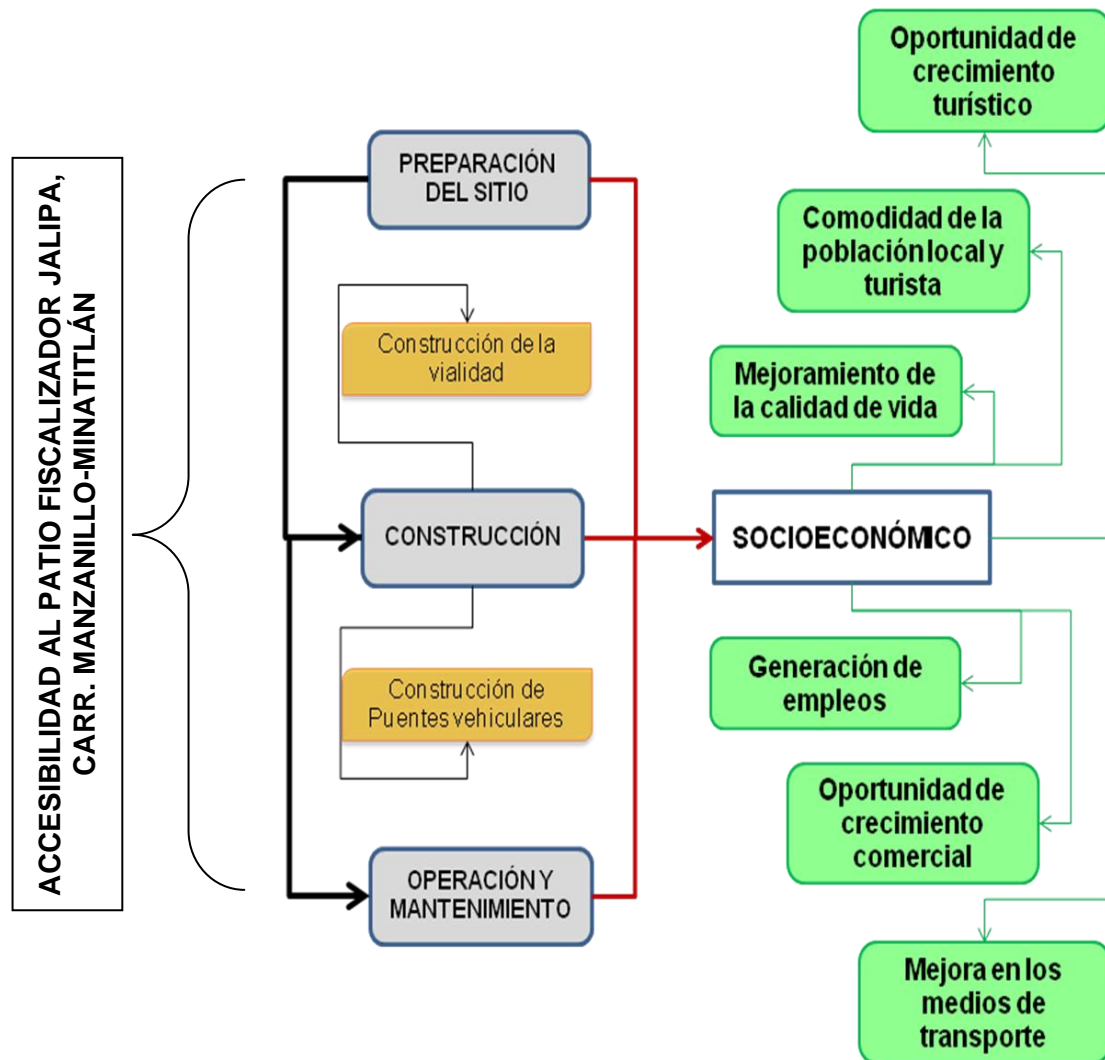 ACCESIBILIDAD AL PATIO FISCALIZADOR JALIPA,
CARR. MANZANILLO-MINATITLÁN
PREPARACIÓN
DEL SITIO
Construcción de la
vialidad
CONSTRUCCIÓN
Construcción de
Puentes vehiculares
OPERACIÓN Y
MANTENIMIENTO
SOCIOECONÓMICO
Oportunidad de
crecimiento
turístico
Comodidad de la
población local y
turista
Mejoramiento de
la calidad de vida
Generación de
empleos
Oportunidad de
crecimiento
comercial
Mejora en los
medios de
transporte